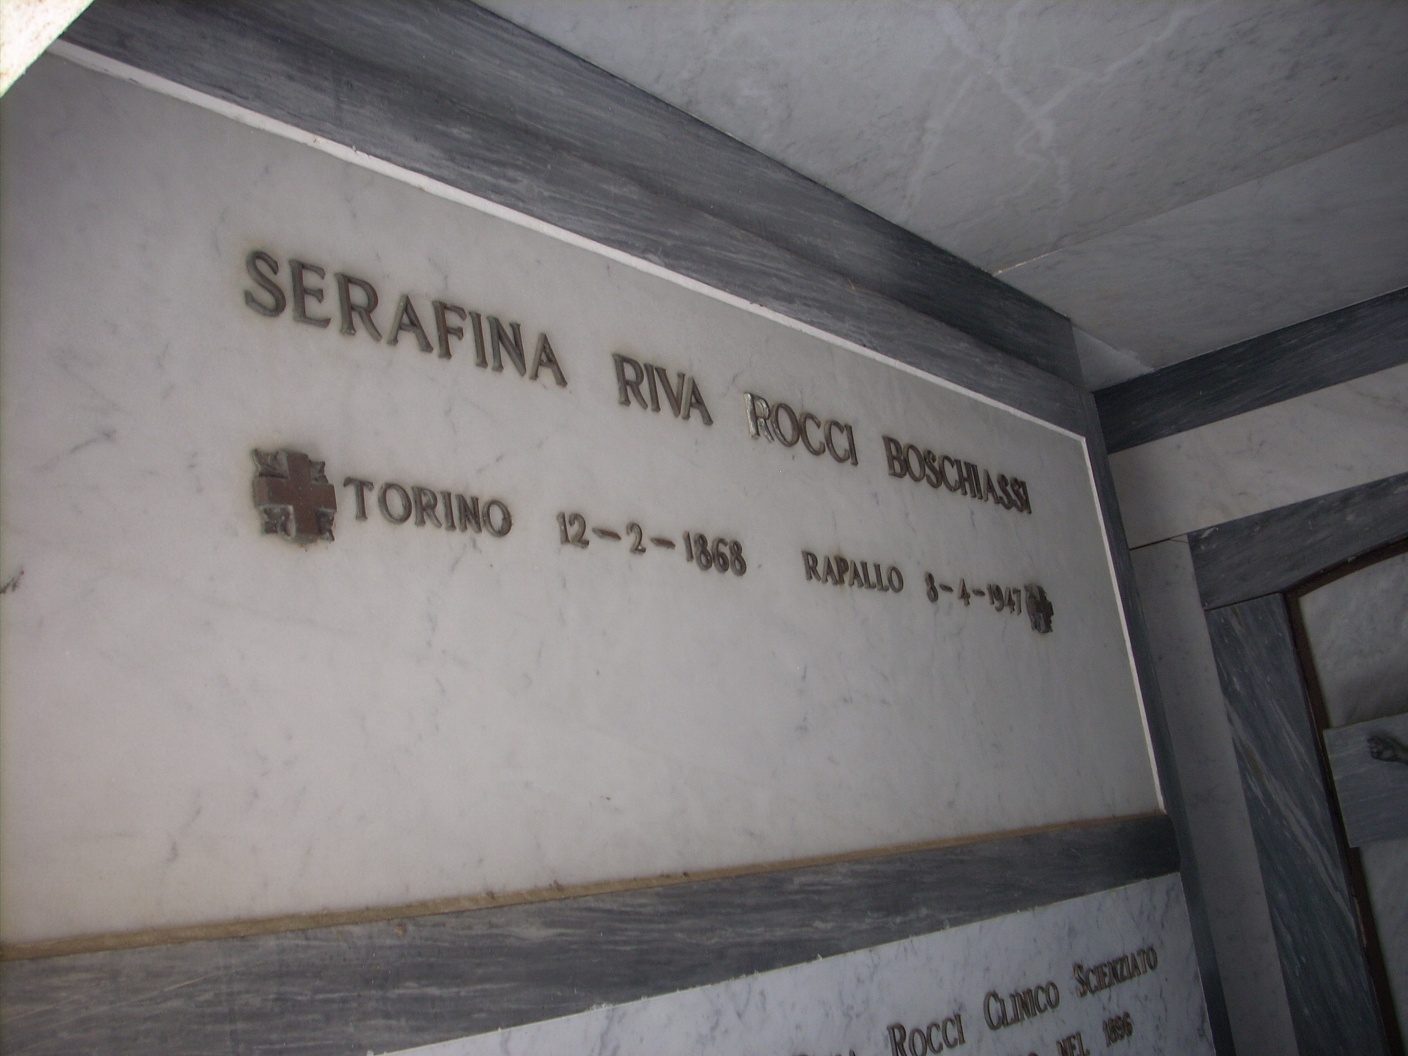 SERAFINA RIVA ROCCI BOSCHIASSI
TORINO 12-2-1868 RAPALLO 8-4-1947
ROCCI CLINICO SCIENZIATO
NEL 1896